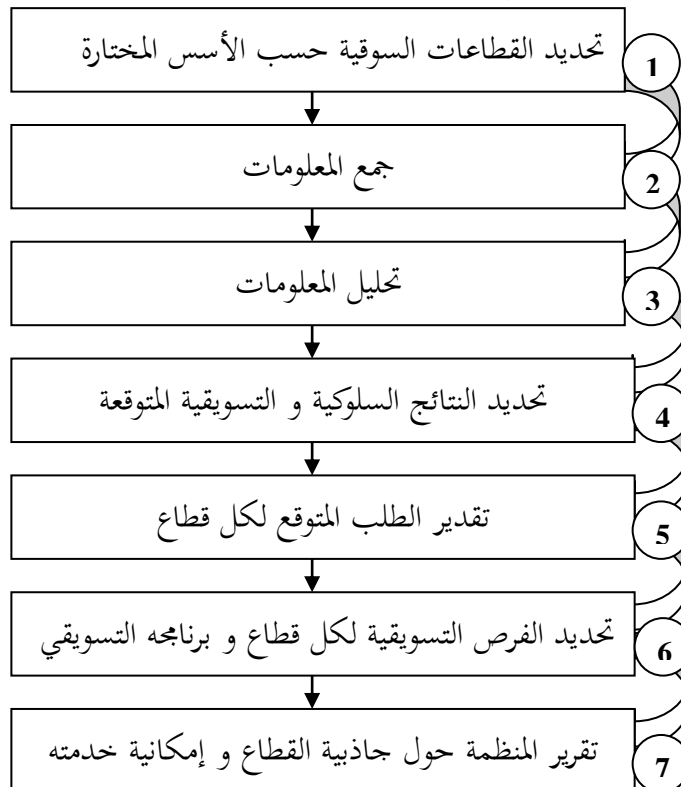 تحديد القطاعات السوقية حسب الأسس المختارة
1
جمع المعلومات
2
تحليل المعلومات
3
تحديد النتائج السلوكية و التسويقية المتوقعة
4
تقدير الطلب المتوقع لكل قطاع
5
تحديد الفرص التسويقية لكل قطاع و برنامجه التسويقي
6
تقرير المنظمة حول جاذبية القطاع و إمكانية خدمته
7